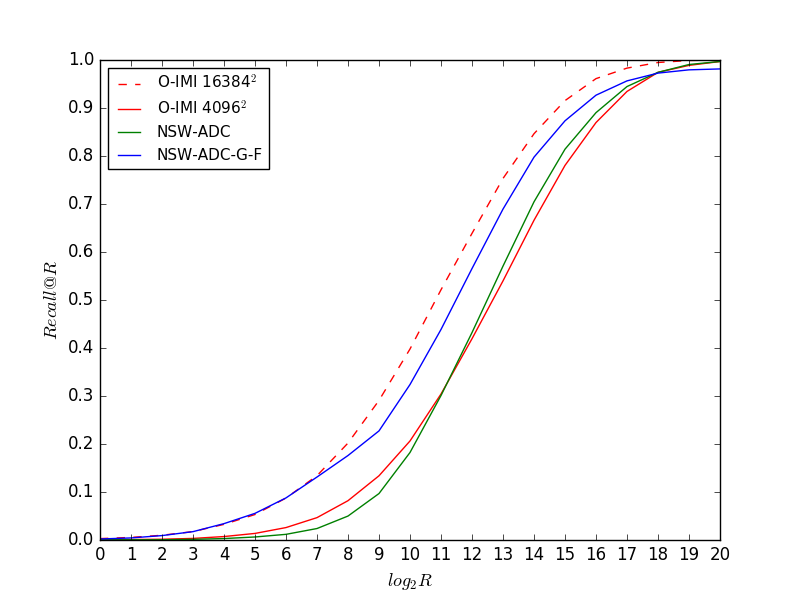 1.0
0.9
0.8
0.7
0.6
0.5
0.4
0.3
0.2
0.1
0.0
O-IMI 16384²
O-IMI 4096²
NSW-ADC
NSW-ADC-G-F
Recall@R
0 1 2 3 4 5 6 7 8 9 10 11 12 13 14 15 16 17 18 19 20
log₂R